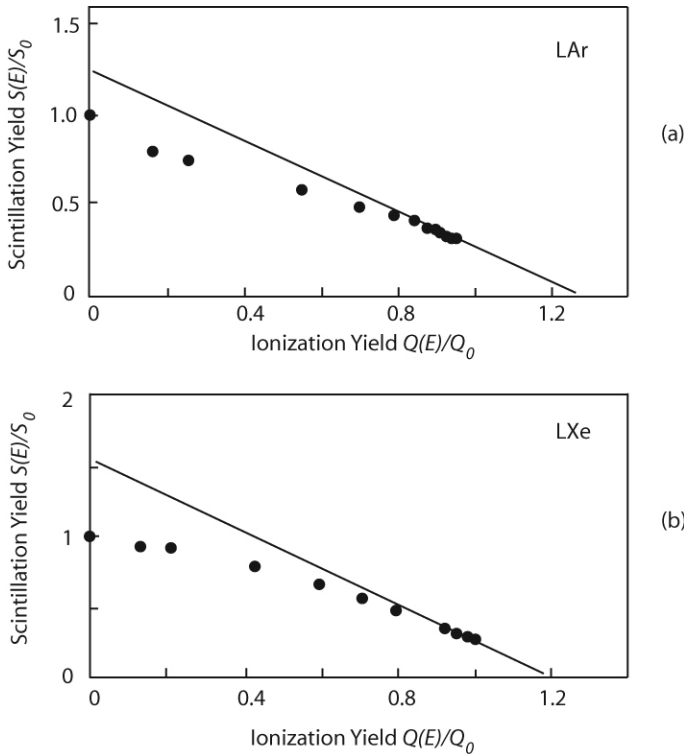 1.5
LAr
1.0
0.5
0
0 0.4 0.8 1.2
Scintillation Yield S(E)/S0
Ionization Yield Q(E)/Q0
(a)
2
LXe
1
0
0 0.4 0.8 1.2
Scintillation Yield S(E)/S0
Ionization Yield Q(E)/Q0
(b)